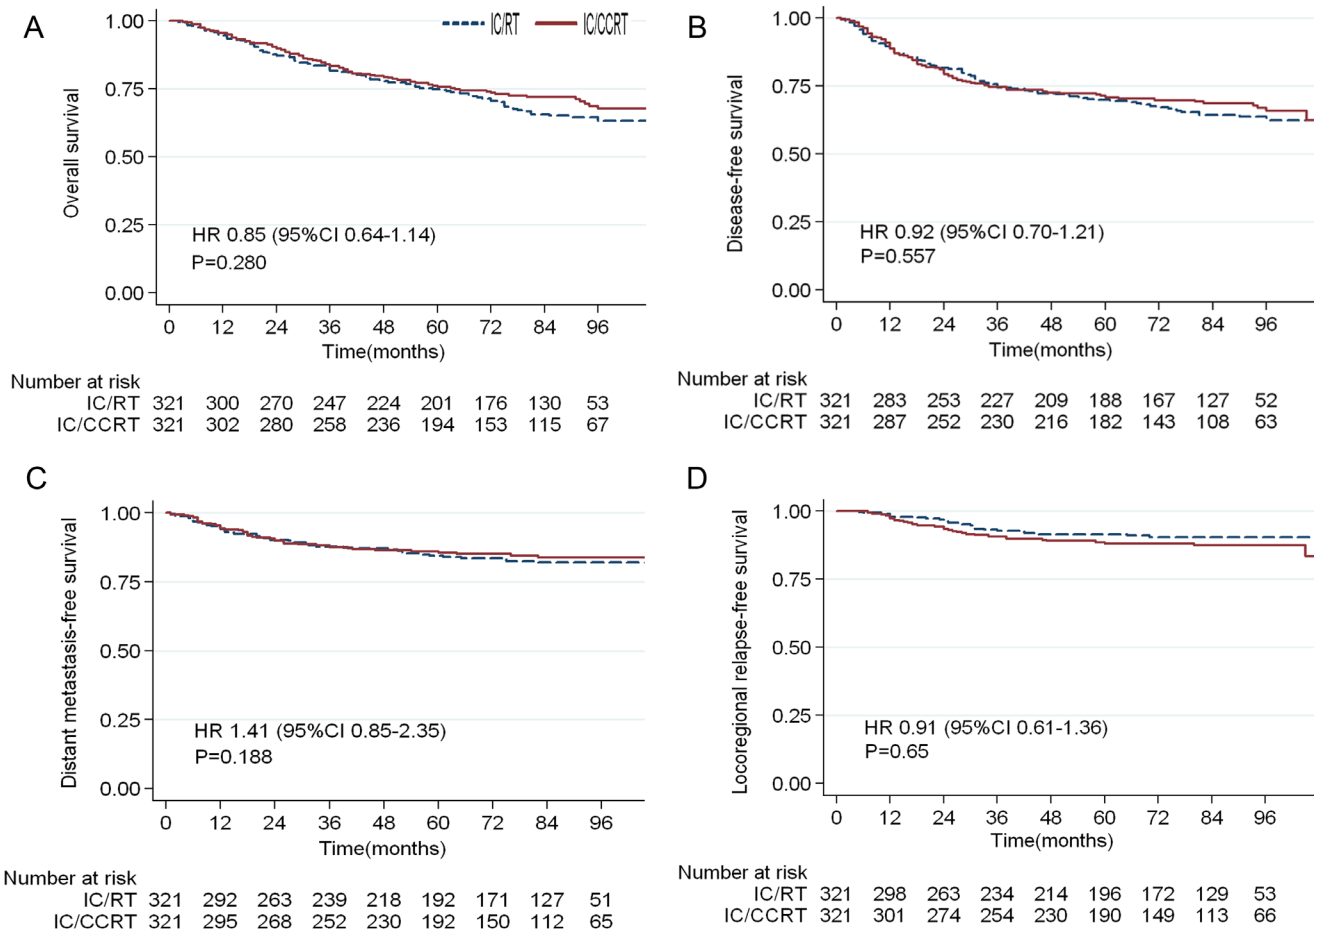 A
IC/RT IC/CCRT
1.00
0.75
0.50
0.25
0.00
Overall survival
HR 0.85 (95%CI 0.64-1.14)
P=0.280
0 12 24 36 48 60 72 84 96
Time(months)
Number at risk
IC/RT 321 300 270 247 224 201 176 130 53
IC/CCRT 321 302 280 258 236 194 153 115 67
B
1.00
0.75
0.50
0.25
0.00
Disease-free survival
HR 0.92 (95%CI 0.70-1.21)
P=0.557
0 12 24 36 48 60 72 84 96
Time(months)
Number at risk
IC/RT 321 283 253 227 209 188 167 127 52
IC/CCRT 321 287 252 230 216 182 143 108 63
C
1.00
0.75
0.50
0.25
0.00
Distant metastasis-free survival
HR 1.41 (95%CI 0.85-2.35)
P=0.188
0 12 24 36 48 60 72 84 96
Time(months)
Number at risk
IC/RT 321 292 263 239 218 192 171 127 51
IC/CCRT 321 295 268 252 230 192 150 112 65
D
1.00
0.75
0.50
0.25
0.00
Locoregional relapse-free survival
HR 0.91 (95%CI 0.61-1.36)
P=0.65
0 12 24 36 48 60 72 84 96
Time(months)
Number at risk
IC/RT 321 298 263 234 214 196 172 129 53
IC/CCRT 321 301 274 254 230 190 149 113 66